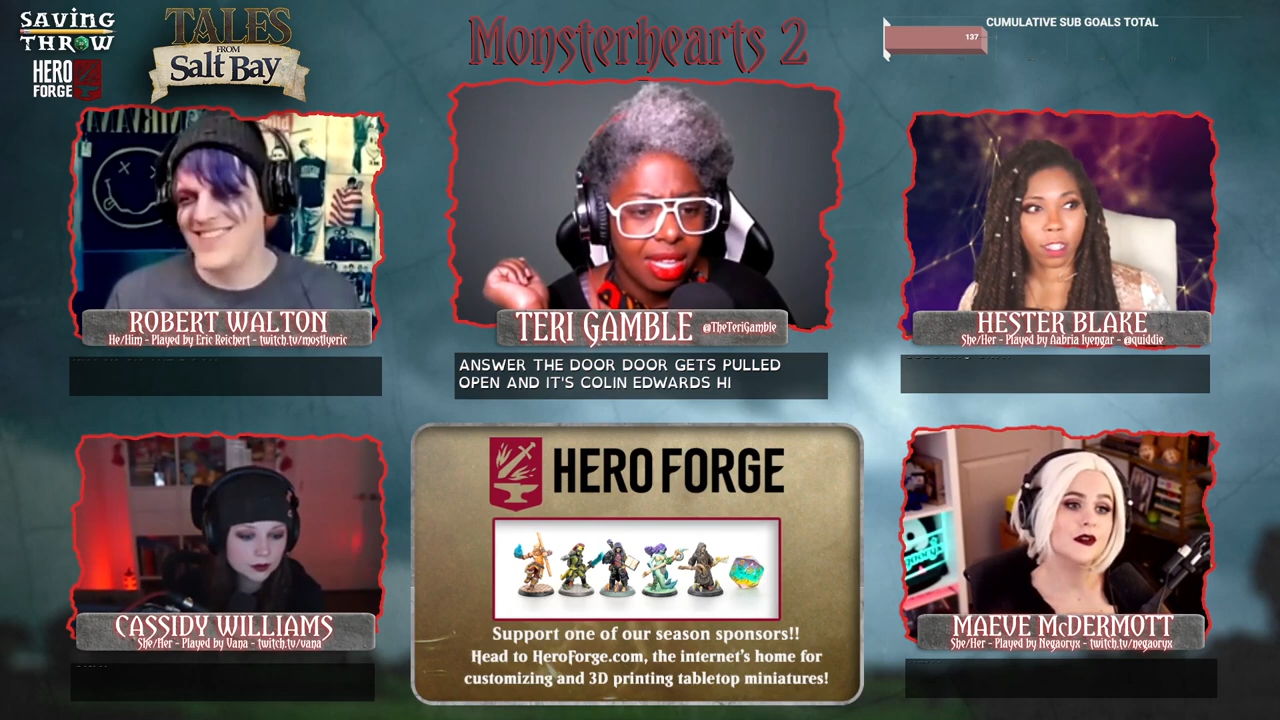 SAVING
THROW
HERO
FORGE
TALES
FROM
Salt Bay
Monsterhearts 2
CUMULATIVE SUB GOALS TOTAL
137
NIRVANA
ROBERT WALTON
He/Him - Played by Eric Reichert - twitch.tv/mostlyeric
TERI GAMBLE @TheTeriGamble
HESTER BLAKE
She/Her - Played by Aabria Iyengar - @quiddie
ANSWER THE DOOR DOOR GETS PULLED
OPEN AND IT'S COLIN EDWARDS HI
CASSIDY WILLIAMS
She/Her - Played by Vana - twitch.tv/vana
HERO FORGE
Support one of our season sponsors!!
Head to HeroForge.com, the internet's home for
customizing and 3D printing tabletop miniatures!
negaoryx
MAEVE McDERMOTT
She/Her - Played by Negaoryx - twitch.tv/negaoryx